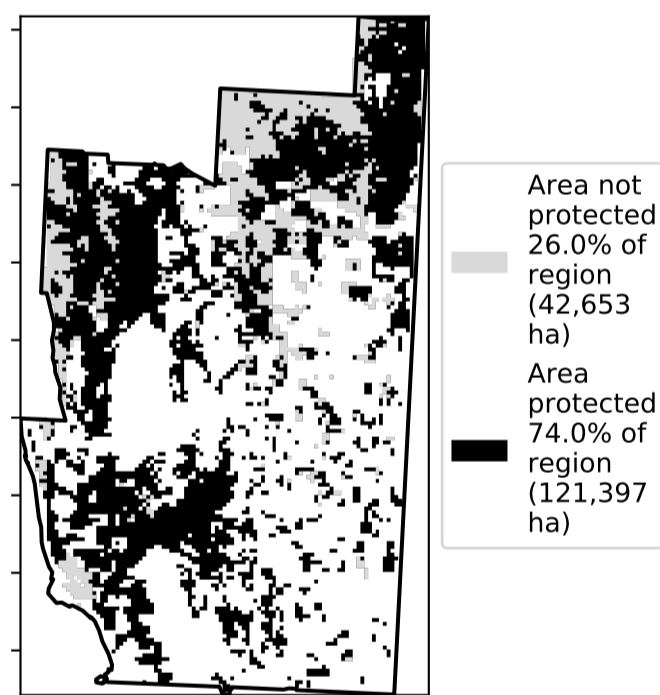 Area not
protected
26.0% of
region
(42,653
ha)
Area
protected
74.0% of
region
(121,397
ha)